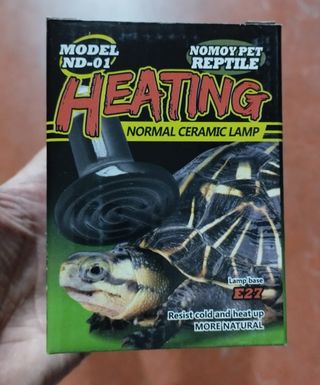 MODEL
ND-01
NOMOY PET
REPTILE
HEATING
NORMAL CERAMIC LAMP
Lamp base
E27
Resist cold and heat up
MORE NATURAL